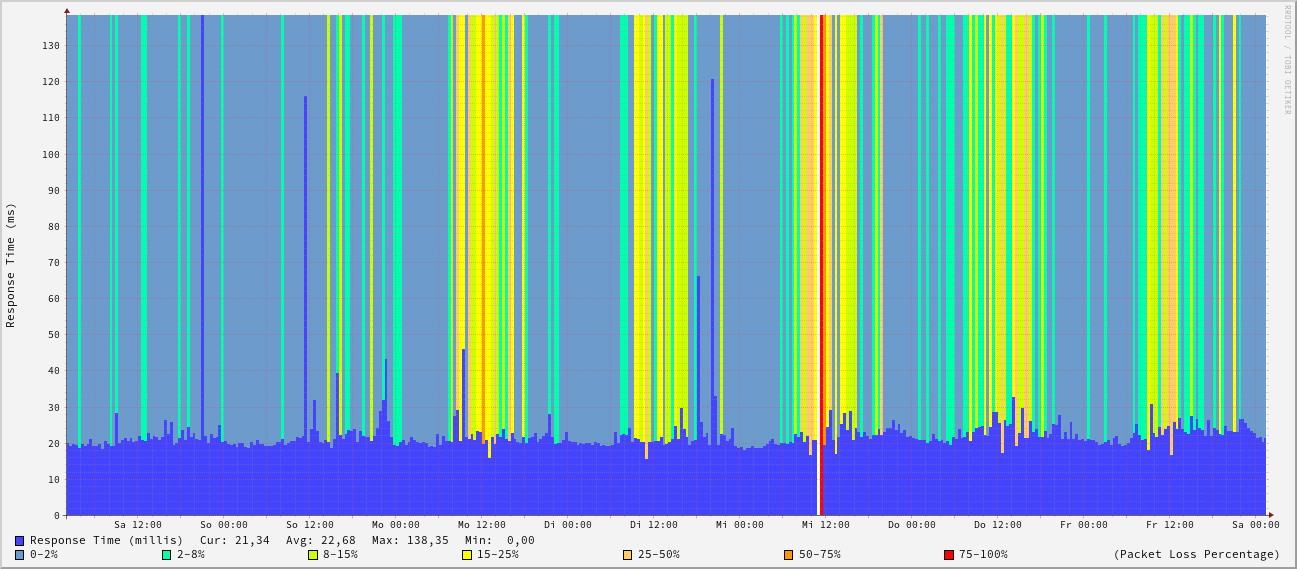 RRDTOOL / TOBI OETIKER
Response Time (ms)
130
120
110
100
90
80
70
60
50
40
30
20
10
0
Sa 12:00 So 00:00 So 12:00 Mo 00:00 Mo 12:00 Di 00:00 Di 12:00 Mi 00:00 Mi 12:00 Do 00:00 Do 12:00 Fr 00:00 Fr 12:00 Sa 00:00
Response Time (millis) Cur: 21,34 Avg: 22,68 Max: 138,35 Min: 0,00
0-2% 2-8% 8-15% 15-25% 25-50% 50-75% 75-100% (Packet Loss Percentage)